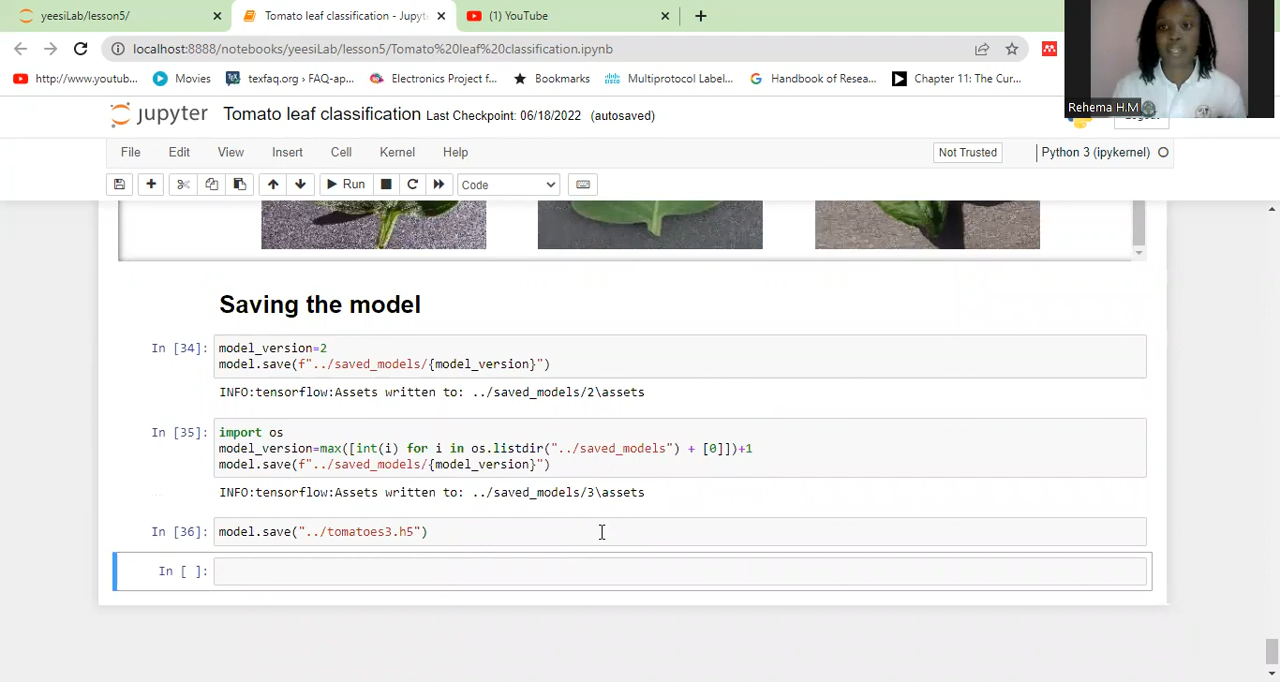 yeesiLab/lesson5/
Tomato leaf classification - Jupyt
(1) YouTube
localhost:8888/notebooks/yeesiLab/lesson5/Tomato%20leaf%20classification.ipynb
http://www.youtub...
Movies
texfaq.org › FAQ-ap...
Electronics Project f...
Bookmarks
Multiprotocol Label...
Handbook of Resea...
Chapter 11: The Cur...
Rehema H.M
jupyter
Tomato leaf classification Last Checkpoint: 06/18/2022 (autosaved)
File Edit View Insert Cell Kernel Help
Not Trusted
Python 3 (ipykernel)
Run
Code
Saving the model
In [34]: model_version=2
model.save(f"../saved_models/{model_version}")
INFO:tensorflow:Assets written to: ../saved_models/2\assets
In [35]: import os
model_version=max([int(i) for i in os.listdir("../saved_models") + [0]])+1
model.save(f"../saved_models/{model_version}")
INFO:tensorflow:Assets written to: ../saved_models/3\assets
In [36]: model.save("../tomatoes3.h5")
In [ ]: